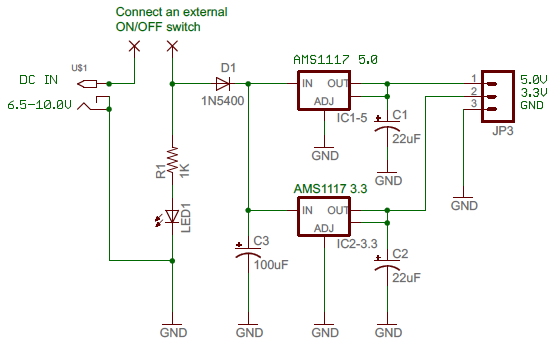 Connect an external
ON/OFF switch
U$1
DC IN
6.5-10.0V
D1
1N5400
AMS1117 5.0
IN OUT
ADJ
IC1-5
GND
C1
22uF
GND
1
2
3
5.0V
3.3V
GND
JP3
GND
R1
1K
LED1
AMS1117 3.3
IN OUT
ADJ
IC2-3.3
C3
100uF
C2
22uF
GND
GND
GND
GND